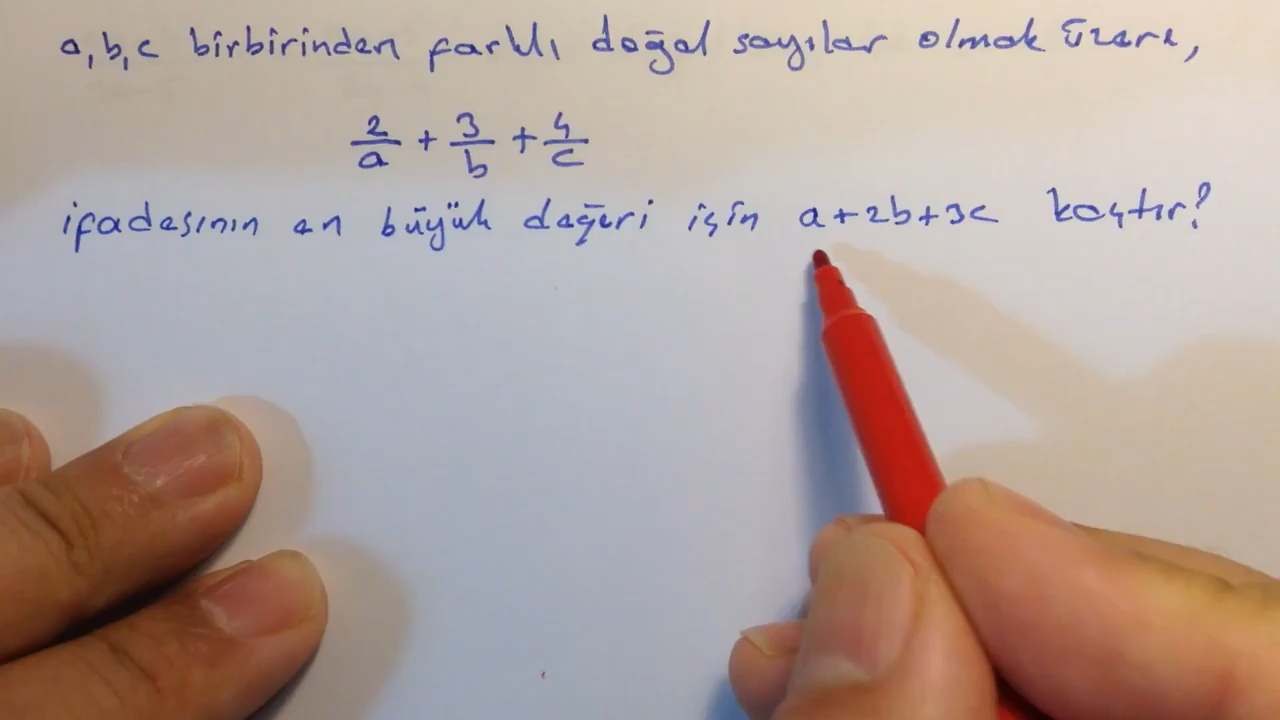 a,b,c birbirinden farklı doğal sayılar olmak üzere,
2/a + 3/b + 4/c
ifadesinin en büyük değeri için a+2b+3c kaçtır?